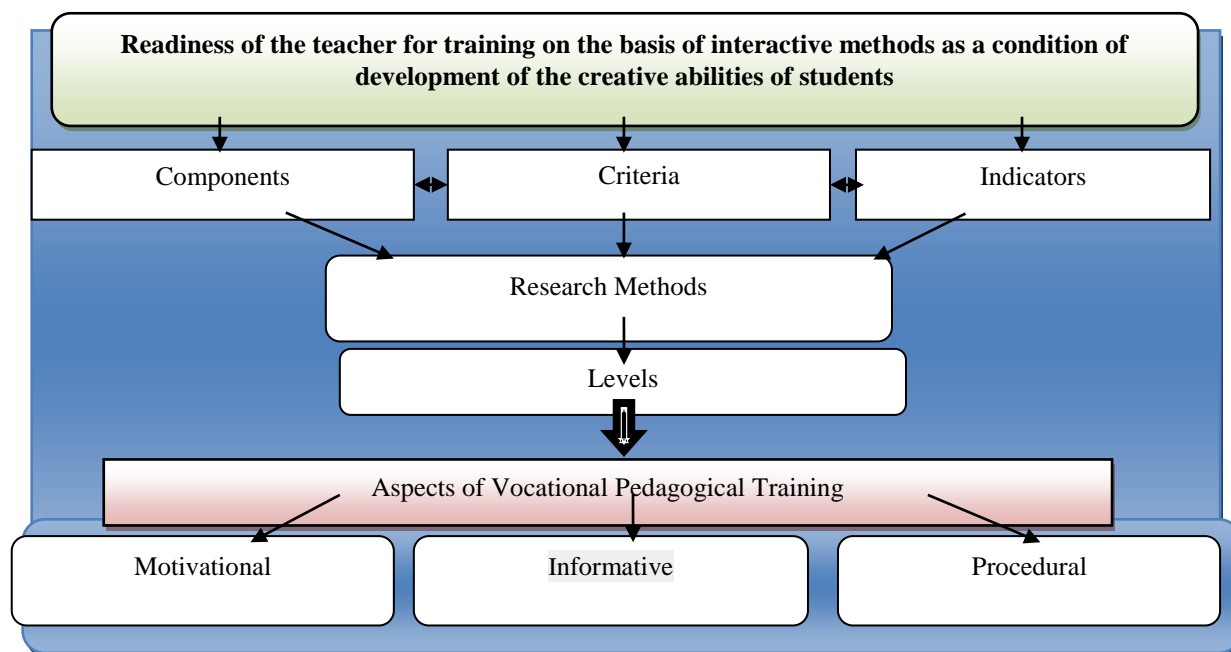 Readiness of the teacher for training on the basis of interactive methods as a condition of
development of the creative abilities of students
Components
Criteria
Indicators
Research Methods
Levels
Aspects of Vocational Pedagogical Training
Motivational
Informative
Procedural